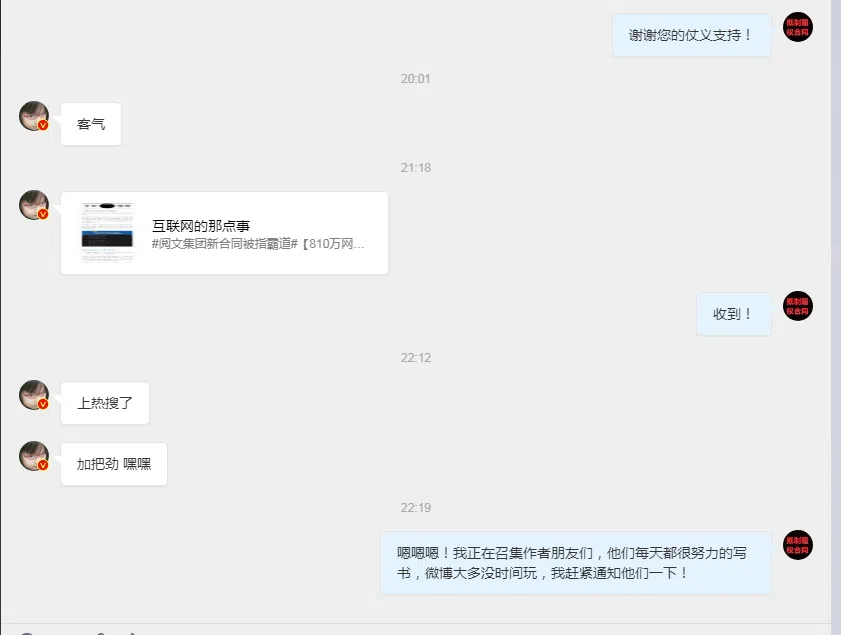 谢谢您的仗义支持！
抵制霸
权合同
20:01
客气
21:18
互联网的那点事
#阅文集团新合同被指霸道#【810万网...
抵制霸
权合同
收到！
22:12
上热搜了
加把劲 嘿嘿
22:19
抵制霸
权合同
嗯嗯嗯！我正在召集作者朋友们，他们每天都很努力的写
书，微博大多没时间玩，我赶紧通知他们一下！